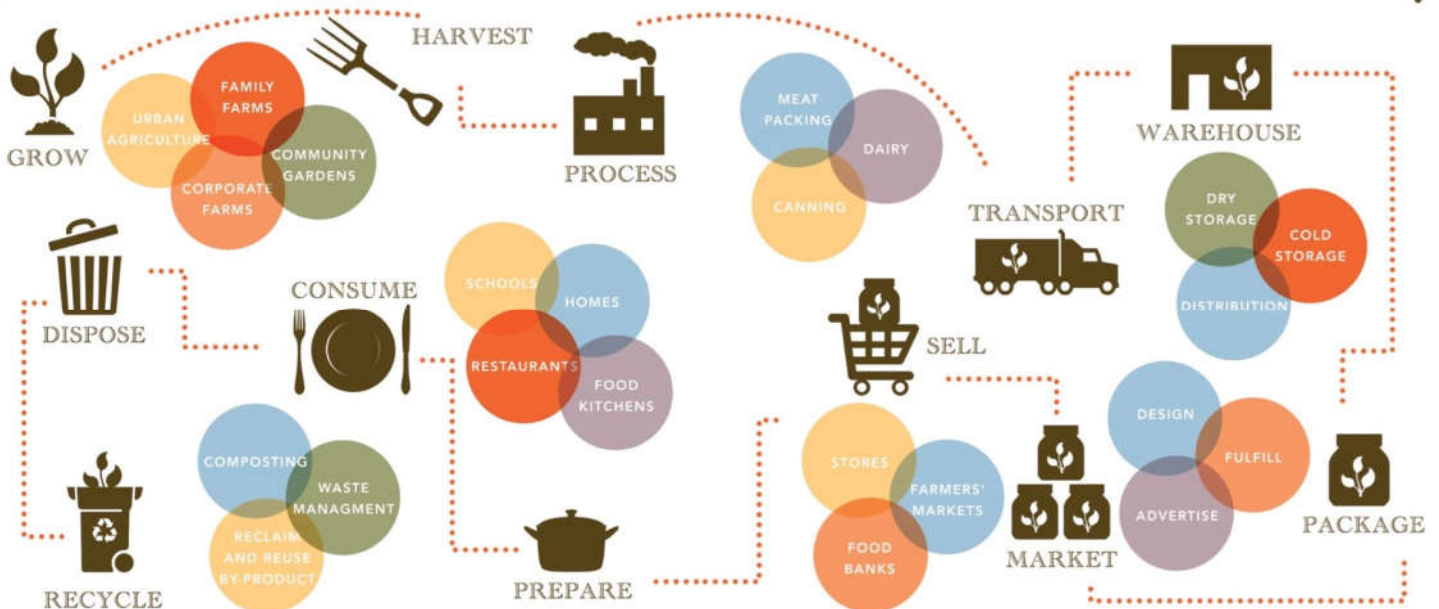 GROW
URBAN
AGRICULTURE
FAMILY
FARMS
COMMUNITY
GARDENS
CORPORATE
FARMS
HARVEST
PROCESS
MEAT
PACKING
DAIRY
CANNING
TRANSPORT
WAREHOUSE
DRY
STORAGE
COLD
STORAGE
DISTRIBUTION
PACKAGE
DESIGN
FULFILL
ADVERTISE
MARKET
SELL
STORES
FARMERS'
MARKETS
FOOD
BANKS
PREPARE
CONSUME
SCHOOLS
HOMES
RESTAURANTS
FOOD
KITCHENS
DISPOSE
RECYCLE
COMPOSTING
WASTE
MANAGMENT
RECLAIM
AND REUSE
BY-PRODUCT